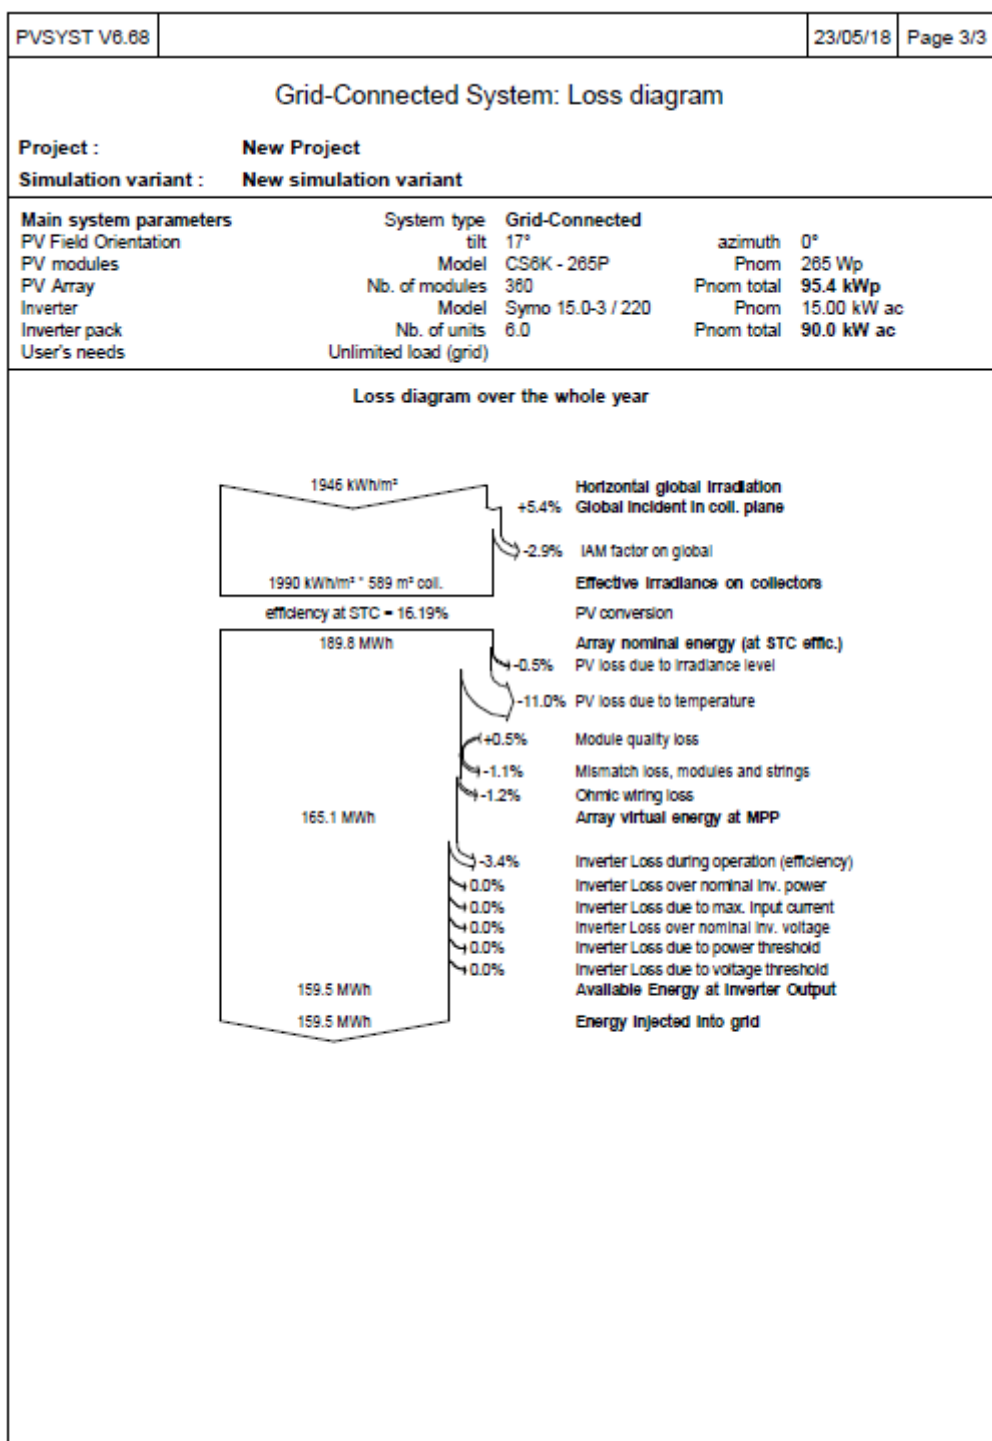 PVSYST V6.68 23/05/18 Page 3/3
Grid-Connected System: Loss diagram
Project : New Project
Simulation variant : New simulation variant
Main system parameters System type Grid-Connected
PV Field Orientation tilt 17° azimuth 0°
PV modules Model CS6K - 265P Pnom 265 Wp
PV Array Nb. of modules 360 Pnom total 95.4 kWp
Inverter Model Symo 15.0-3 / 220 Pnom 15.00 kW ac
Inverter pack Nb. of units 6.0 Pnom total 90.0 kW ac
User's needs Unlimited load (grid)
Loss diagram over the whole year
1946 kWh/m² Horizontal global irradiation
+5.4% Global incident in coll. plane
-2.9% IAM factor on global
1990 kWh/m² * 589 m² coll. Effective irradiance on collectors
efficiency at STC = 16.19% PV conversion
189.8 MWh Array nominal energy (at STC effic.)
-0.5% PV loss due to irradiance level
-11.0% PV loss due to temperature
+0.5% Module quality loss
-1.1% Mismatch loss, modules and strings
-1.2% Ohmic wiring loss
165.1 MWh Array virtual energy at MPP
-3.4% Inverter Loss during operation (efficiency)
0.0% Inverter Loss over nominal inv. power
0.0% Inverter Loss due to max. input current
0.0% Inverter Loss over nominal inv. voltage
0.0% Inverter Loss due to power threshold
0.0% Inverter Loss due to voltage threshold
159.5 MWh Available Energy at Inverter Output
159.5 MWh Energy injected into grid